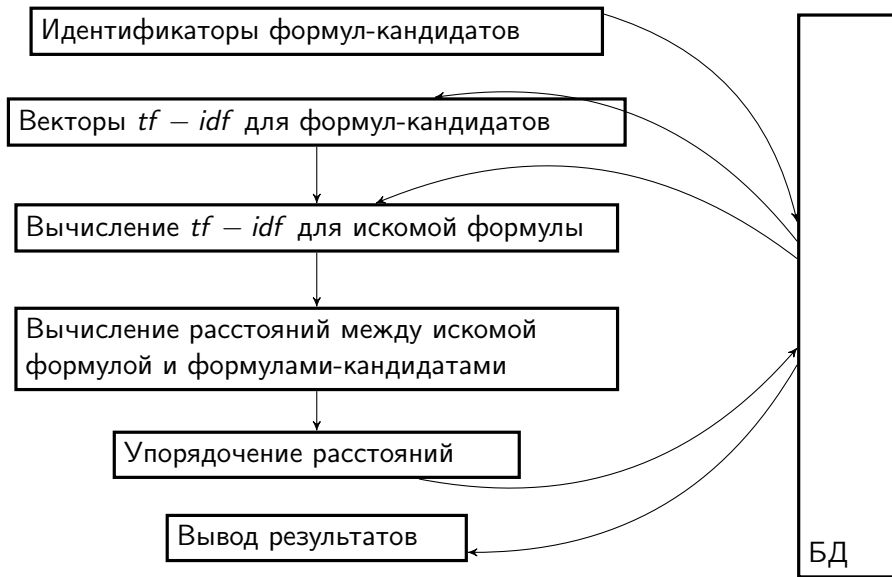 Идентификаторы формул-кандидатов
Векторы tf − idf для формул-кандидатов
Вычисление tf − idf для искомой формулы
Вычисление расстояний между искомой
формулой и формулами-кандидатами
Упорядочение расстояний
Вывод результатов
БД